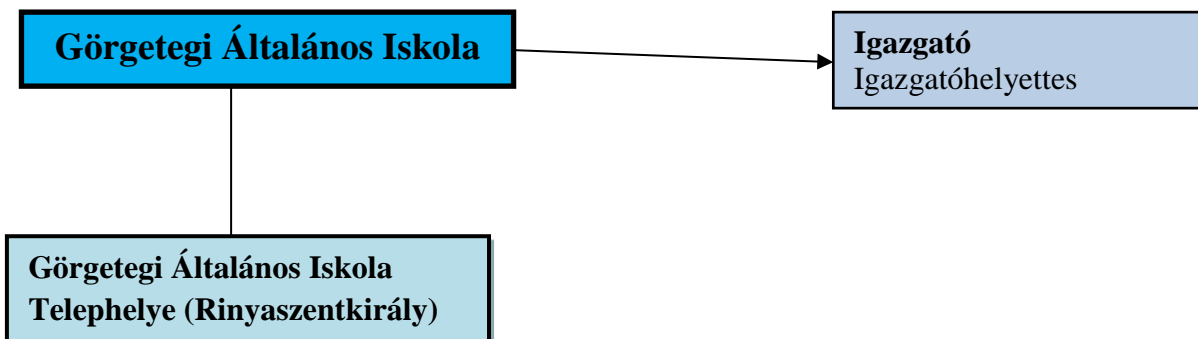 Görgetegi Általános Iskola
Igazgató
Igazgatóhelyettes
Görgetegi Általános Iskola
Telephelye (Rinyaszentkirály)